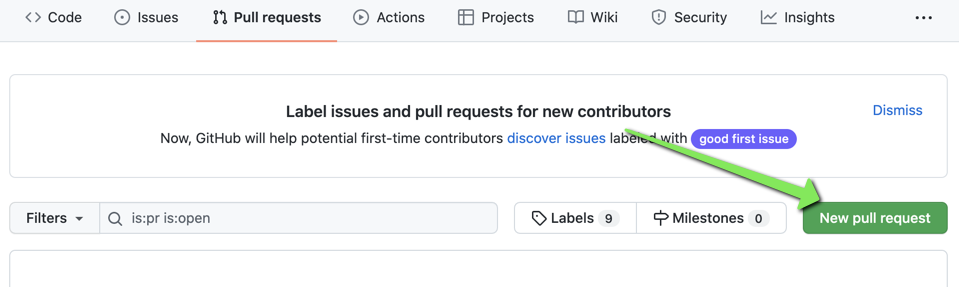 Code Issues Pull requests Actions Projects Wiki Security Insights ...
Label issues and pull requests for new contributors Dismiss
Now, GitHub will help potential first-time contributors discover issues labeled with good first issue
Filters is:pr is:open Labels 9 Milestones 0 New pull request